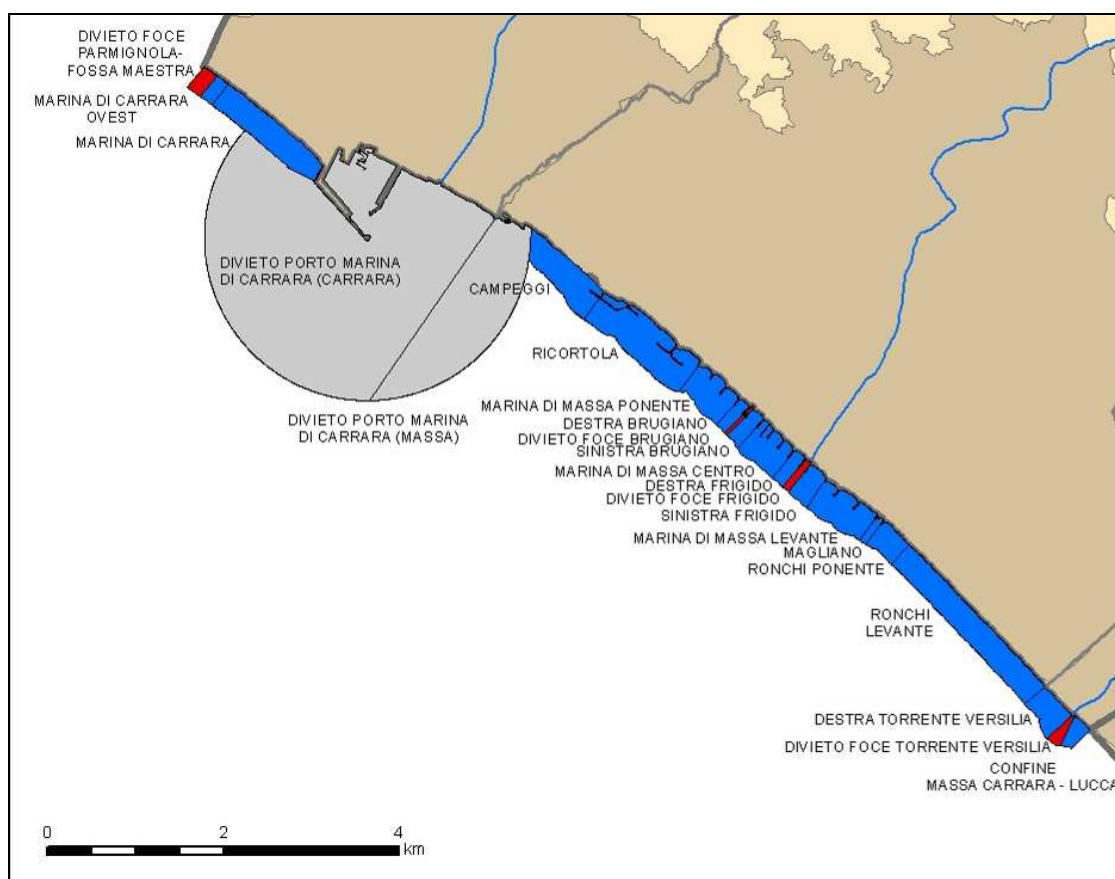 DIVIETO FOCE
PARMIGNOLA-
FOSSA MAESTRA
MARINA DI CARRARA
OVEST
MARINA DI CARRARA
DIVIETO PORTO MARINA
DI CARRARA (CARRARA)
CAMPEGGI
RICORTOLA
DIVIETO PORTO MARINA
DI CARRARA (MASSA)
MARINA DI MASSA PONENTE
DESTRA BRUGIANO
DIVIETO FOCE BRUGIANO
SINISTRA BRUGIANO
MARINA DI MASSA CENTRO
DESTRA FRIGIDO
DIVIETO FOCE FRIGIDO
SINISTRA FRIGIDO
MARINA DI MASSA LEVANTE
MAGLIANO
RONCHI PONENTE
RONCHI
LEVANTE
DESTRA TORRENTE VERSILIA
DIVIETO FOCE TORRENTE VERSILIA
CONFINE
MASSA CARRARA - LUCCA
0 2 4
km